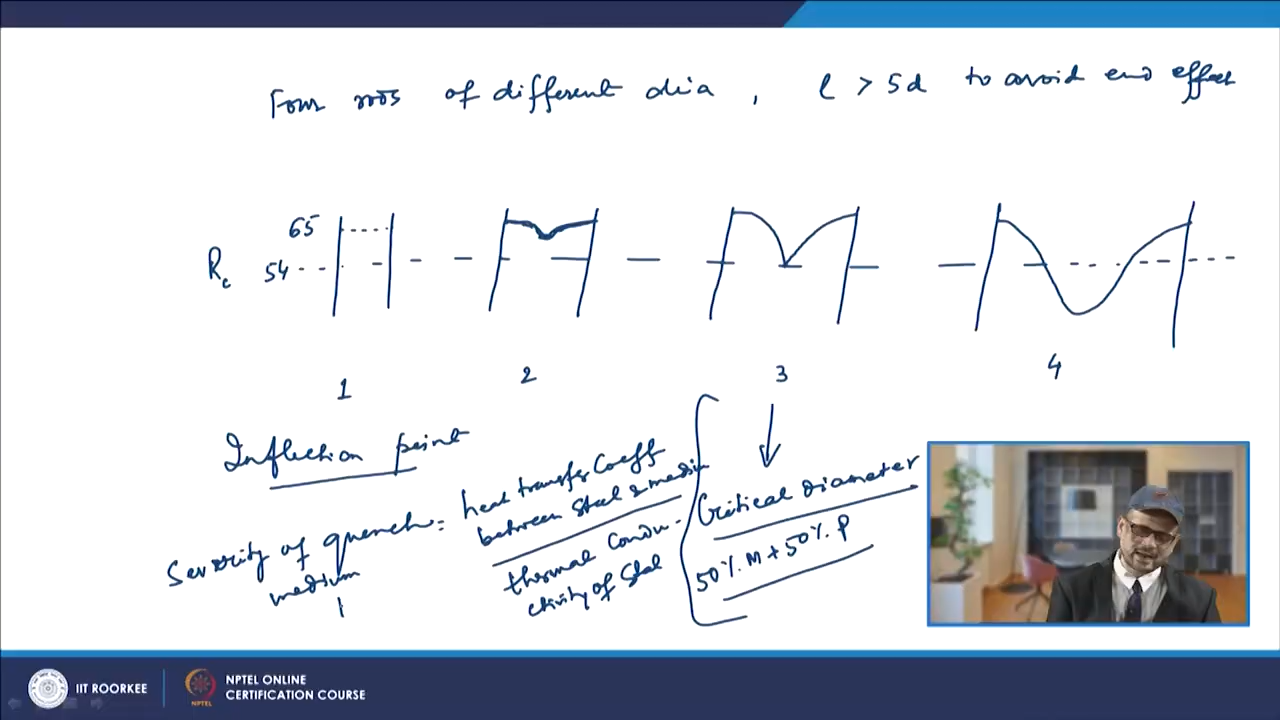 Four rods of different dia , l > 5d to avoid end effect
65
Rc 54
1 2 3 4
Inflection point
Severity of quench medium = heat transfer Coeff between Steel & medium
thermal Conductivity of Steel
Critical Diameter
50% M + 50% P
IIT ROORKEE
NPTEL ONLINE
CERTIFICATION COURSE
NPTEL